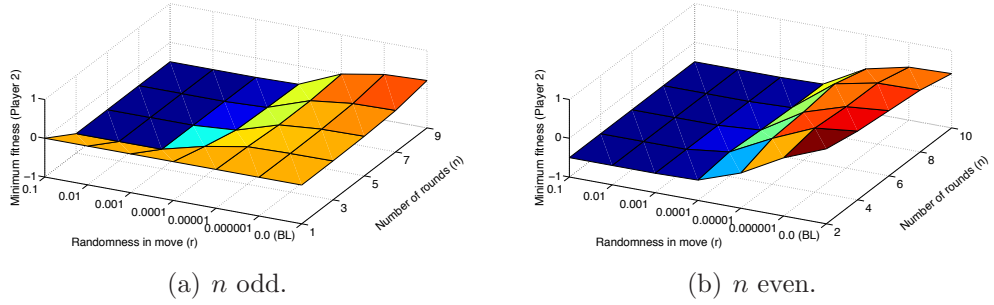 Minimum fitness (Player 2)
1
0
−1
0.1
0.01
0.001
0.0001
0.00001
0.000001
0.0 (BL)
Randomness in move (r)
1
3
5
7
9
Number of rounds (n)
(a) n odd.
Minimum fitness (Player 2)
1
0
−1
0.1
0.01
0.001
0.0001
0.00001
0.000001
0.0 (BL)
Randomness in move (r)
2
4
6
8
10
Number of rounds (n)
(b) n even.